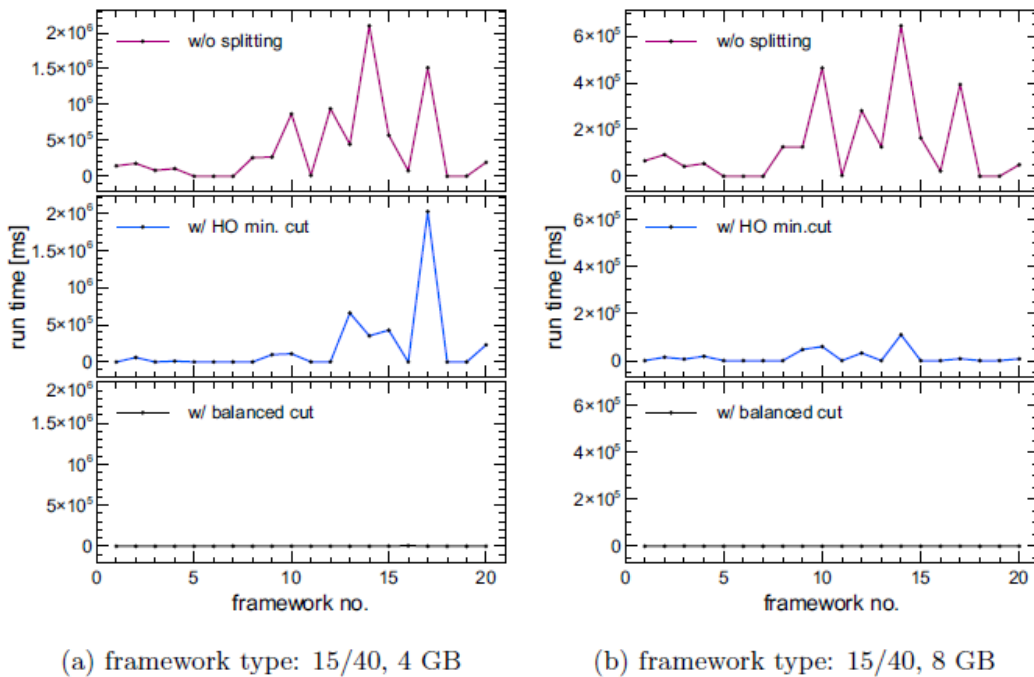 2×10⁶
1.5×10⁶
10⁶
5×10⁵
0
w/o splitting
2×10⁶
1.5×10⁶
10⁶
5×10⁵
0
w/ HO min. cut
2×10⁶
1.5×10⁶
10⁶
5×10⁵
0
w/ balanced cut
run time [ms]
0 5 10 15 20
framework no.
(a) framework type: 15/40, 4 GB
6×10⁵
4×10⁵
2×10⁵
0
w/o splitting
6×10⁵
4×10⁵
2×10⁵
0
w/ HO min.cut
6×10⁵
4×10⁵
2×10⁵
0
w/ balanced cut
run time [ms]
0 5 10 15 20
framework no.
(b) framework type: 15/40, 8 GB